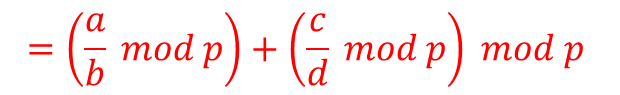 = (a/b mod p) + (c/d mod p) mod p